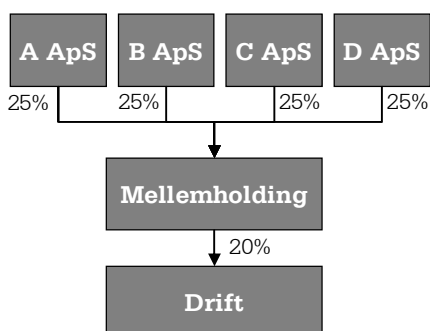 A ApS B ApS C ApS D ApS
25% 25% 25% 25%
Mellemholding
20%
Drift